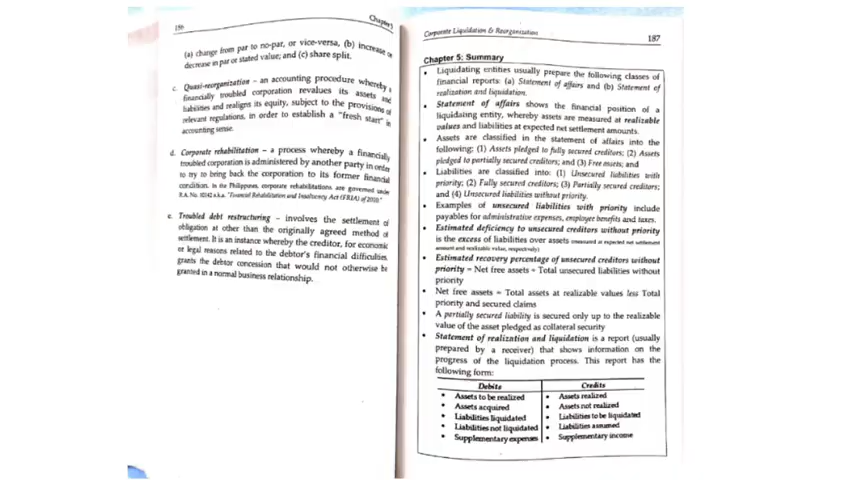 156
Chapter 5
(a) change from par to no-par, or vice-versa, (b) increase or
decrease in par or stated value; and (c) share split.
c. Quasi-reorganization – an accounting procedure whereby a
financially troubled corporation revalues its assets and
liabilities and realigns its equity, subject to the provisions of
relevant regulations, in order to establish a "fresh start" in
accounting sense.
d. Corporate rehabilitation – a process whereby a financially
troubled corporation is administered by another party in order
to try to bring back the corporation to its former financial
condition. In the Philippines, corporate rehabilitations are governed under
R.A. No. 10142 a.k.a. "Financial Rehabilitation and Insolvency Act (FRIA) of 2010."
e. Troubled debt restructuring – involves the settlement of
obligation at other than the originally agreed method of
settlement. It is an instance whereby the creditor, for economic
or legal reasons related to the debtor's financial difficulties,
grants the debtor concession that would not otherwise be
granted in a normal business relationship.
Corporate Liquidation & Reorganization
187
Chapter 5: Summary
• Liquidating entities usually prepare the following classes of
financial reports: (a) Statement of affairs and (b) Statement of
realization and liquidation.
• Statement of affairs shows the financial position of a
liquidating entity, whereby assets are measured at realizable
values and liabilities at expected net settlement amounts.
• Assets are classified in the statement of affairs into the
following: (1) Assets pledged to fully secured creditors; (2) Assets
pledged to partially secured creditors; and (3) Free assets; and
• Liabilities are classified into: (1) Unsecured liabilities with
priority; (2) Fully secured creditors; (3) Partially secured creditors;
and (4) Unsecured liabilities without priority.
• Examples of unsecured liabilities with priority include
payables for administrative expenses, employee benefits and taxes.
• Estimated deficiency to unsecured creditors without priority
is the excess of liabilities over assets (measured at expected net settlement
amount and realizable value, respectively)
• Estimated recovery percentage of unsecured creditors without
priority = Net free assets ÷ Total unsecured liabilities without
priority
• Net free assets = Total assets at realizable values less Total
priority and secured claims
• A partially secured liability is secured only up to the realizable
value of the asset pledged as collateral security
• Statement of realization and liquidation is a report (usually
prepared by a receiver) that shows information on the
progress of the liquidation process. This report has the
following form:
Debits Credits
• Assets to be realized • Assets realized
• Assets acquired • Assets not realized
• Liabilities liquidated • Liabilities to be liquidated
• Liabilities not liquidated • Liabilities assumed
• Supplementary expenses • Supplementary income